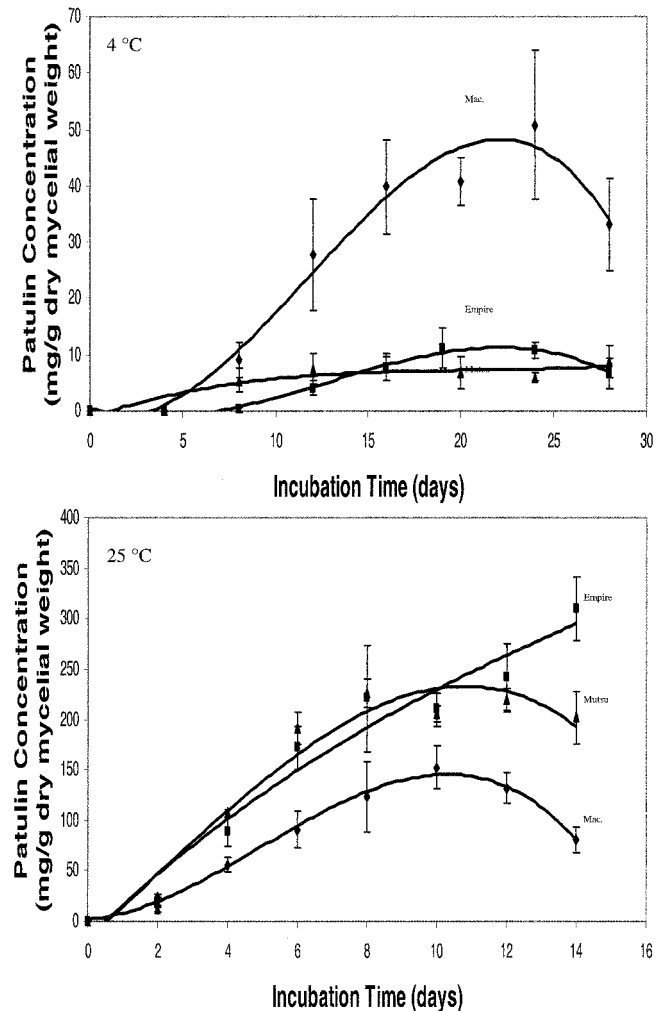 4 °C
Patulin Concentration
(mg/g dry mycelial weight)
70
60
50
40
30
20
10
0
Mac.
Empire
0 5 10 15 20 25 30
Incubation Time (days)
25 °C
Patulin Concentration
(mg/g dry mycelial weight)
400
350
300
250
200
150
100
50
0
Empire
Mutsu
Mac.
0 2 4 6 8 10 12 14 16
Incubation Time (days)